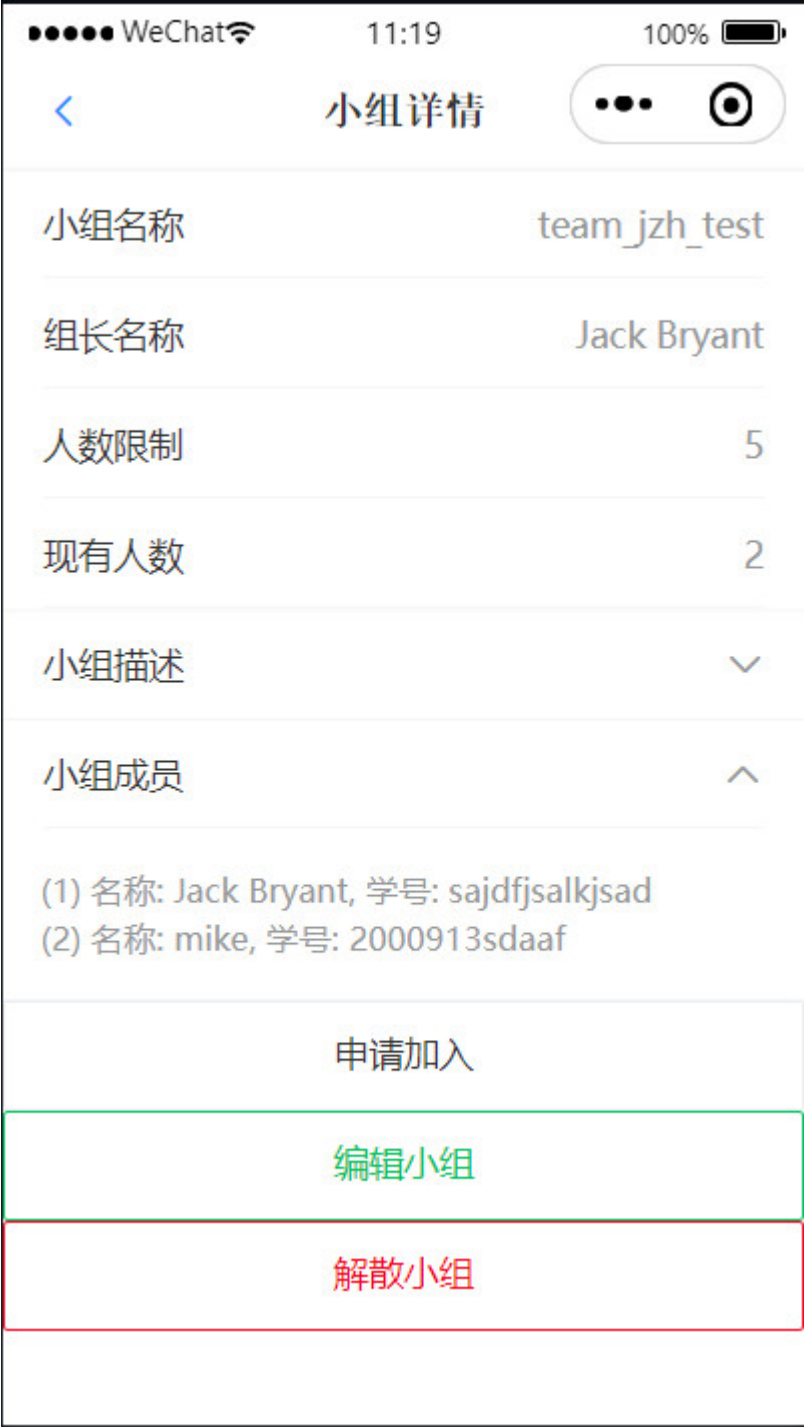 WeChat 11:19 100%
小组详情
小组名称 team_jzh_test
组长名称 Jack Bryant
人数限制 5
现有人数 2
小组描述
小组成员
(1) 名称: Jack Bryant, 学号: sajdfjsalkjsad
(2) 名称: mike, 学号: 2000913sdaaf
申请加入
编辑小组
解散小组